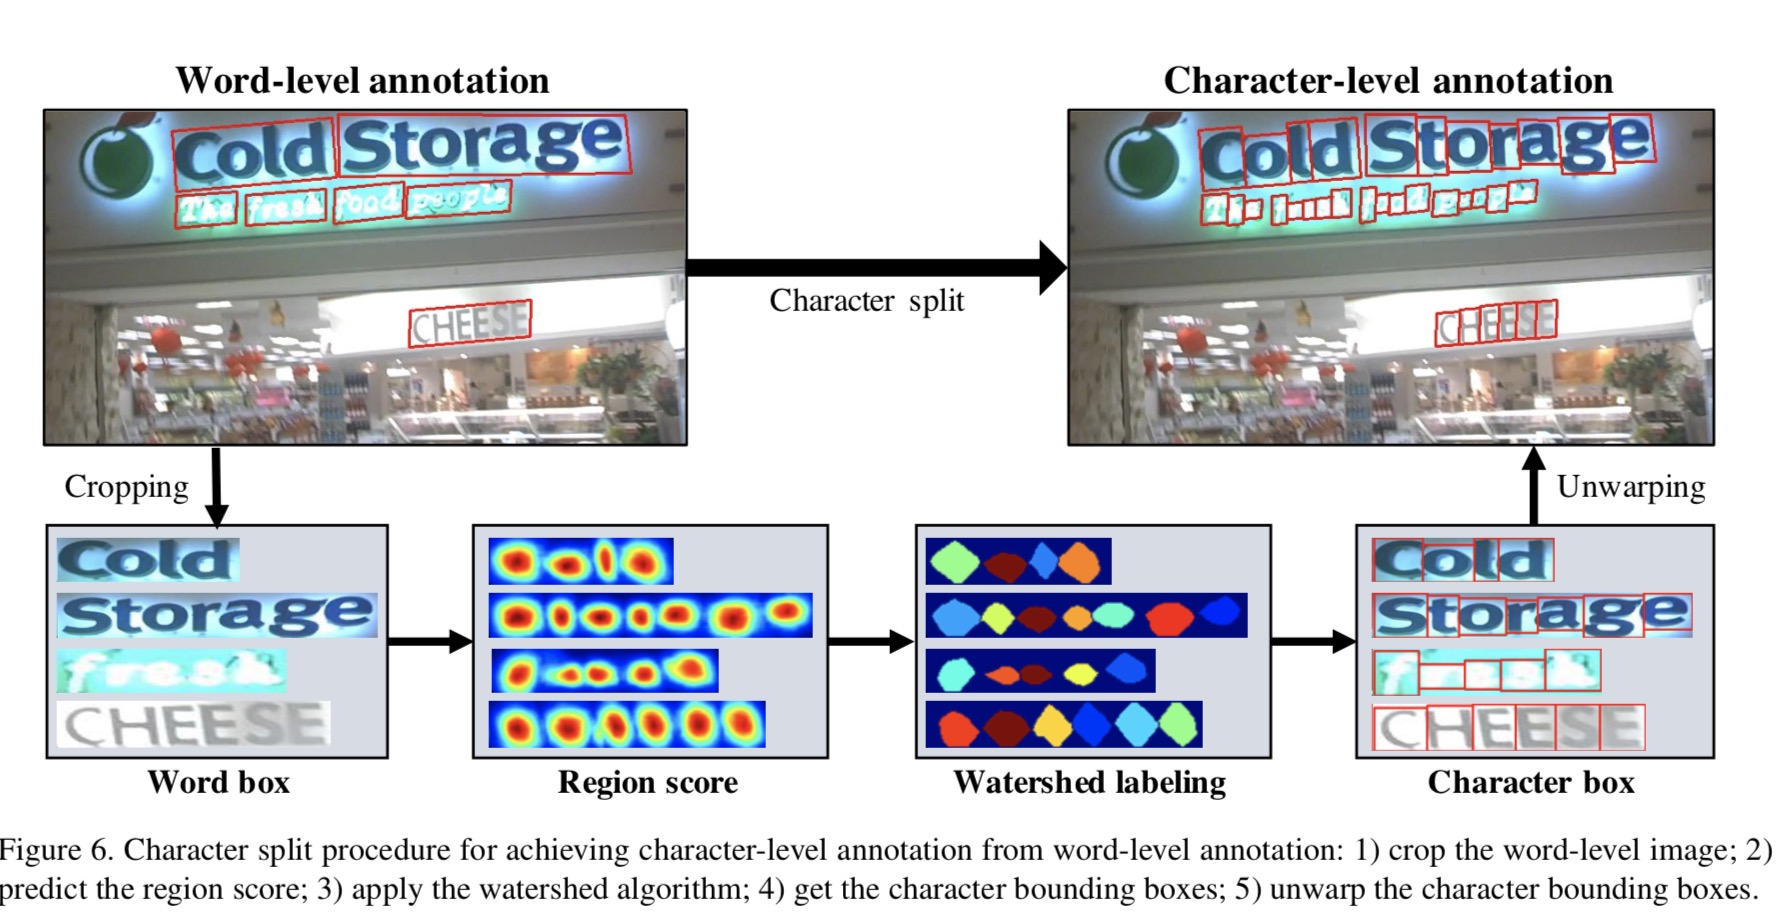 Word-level annotation
Character-level annotation
Cold Storage
The fresh food people
CHEESE
Cold Storage
The fresh food people
CHEESE
Character split
Cropping
Unwarping
Cold
Storage
fresh
CHEESE
Cold
Storage
fresh
CHEESE
Word box
Region score
Watershed labeling
Character box
Figure 6. Character split procedure for achieving character-level annotation from word-level annotation: 1) crop the word-level image; 2)
predict the region score; 3) apply the watershed algorithm; 4) get the character bounding boxes; 5) unwarp the character bounding boxes.